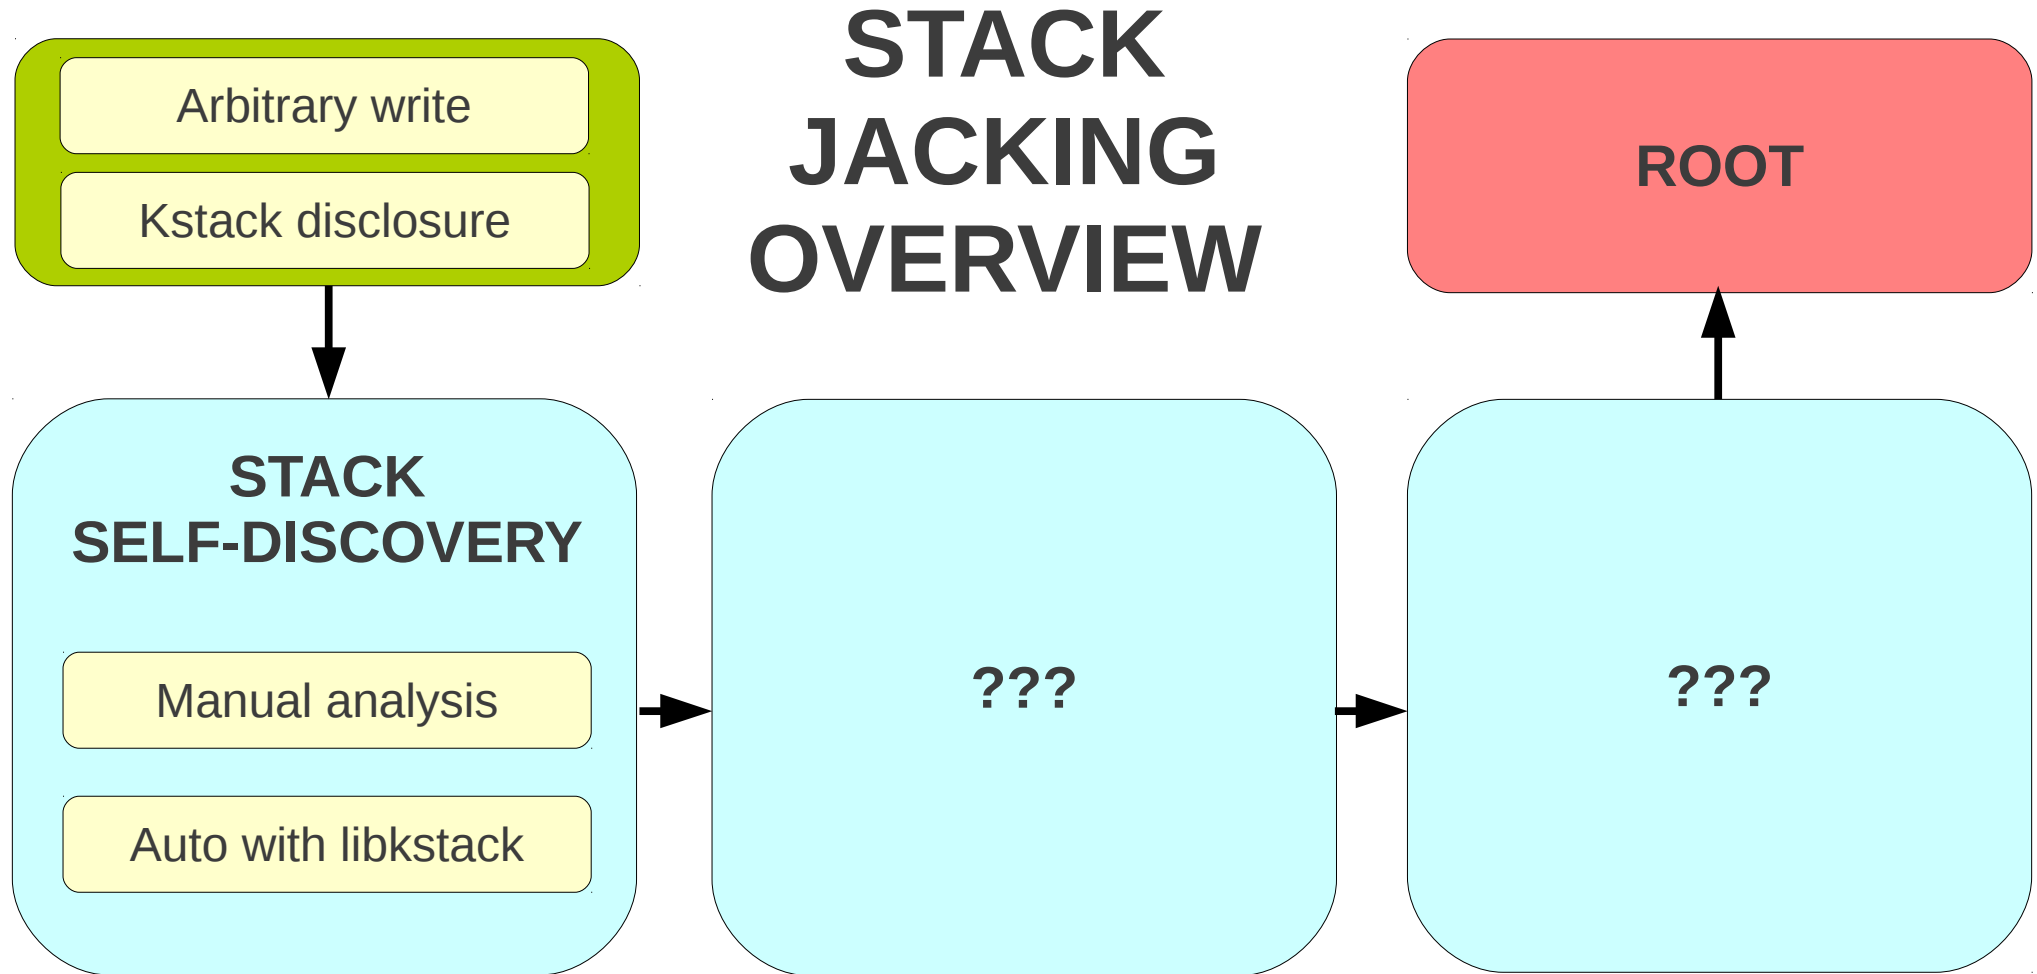 STACK
JACKING
OVERVIEW
Arbitrary write
Kstack disclosure
ROOT
STACK
SELF-DISCOVERY
Manual analysis
Auto with libkstack
???
???